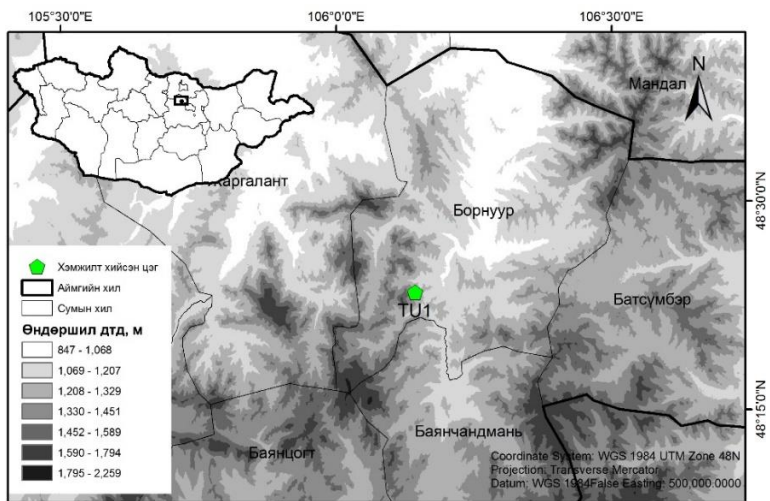 105°30'0"E
106°0'0"E
106°30'0"E
N
Мандал
Жаргалант
Борнуур
48°30'0"N
Хэмжилт хийсэн цэг
Аймгийн хил
Сумын хил
Өндөршил дтд, м
847 - 1,068
1,069 - 1,207
1,208 - 1,329
1,330 - 1,451
1,452 - 1,589
1,590 - 1,794
1,795 - 2,259
TU1
Батсумбэр
48°15'0"N
Баянцогт
Баянчандмань
Coordinate System: WGS 1984 UTM Zone 48N
Projection: Transverse Mercator
Datum: WGS 1984False Easting: 500,000.0000